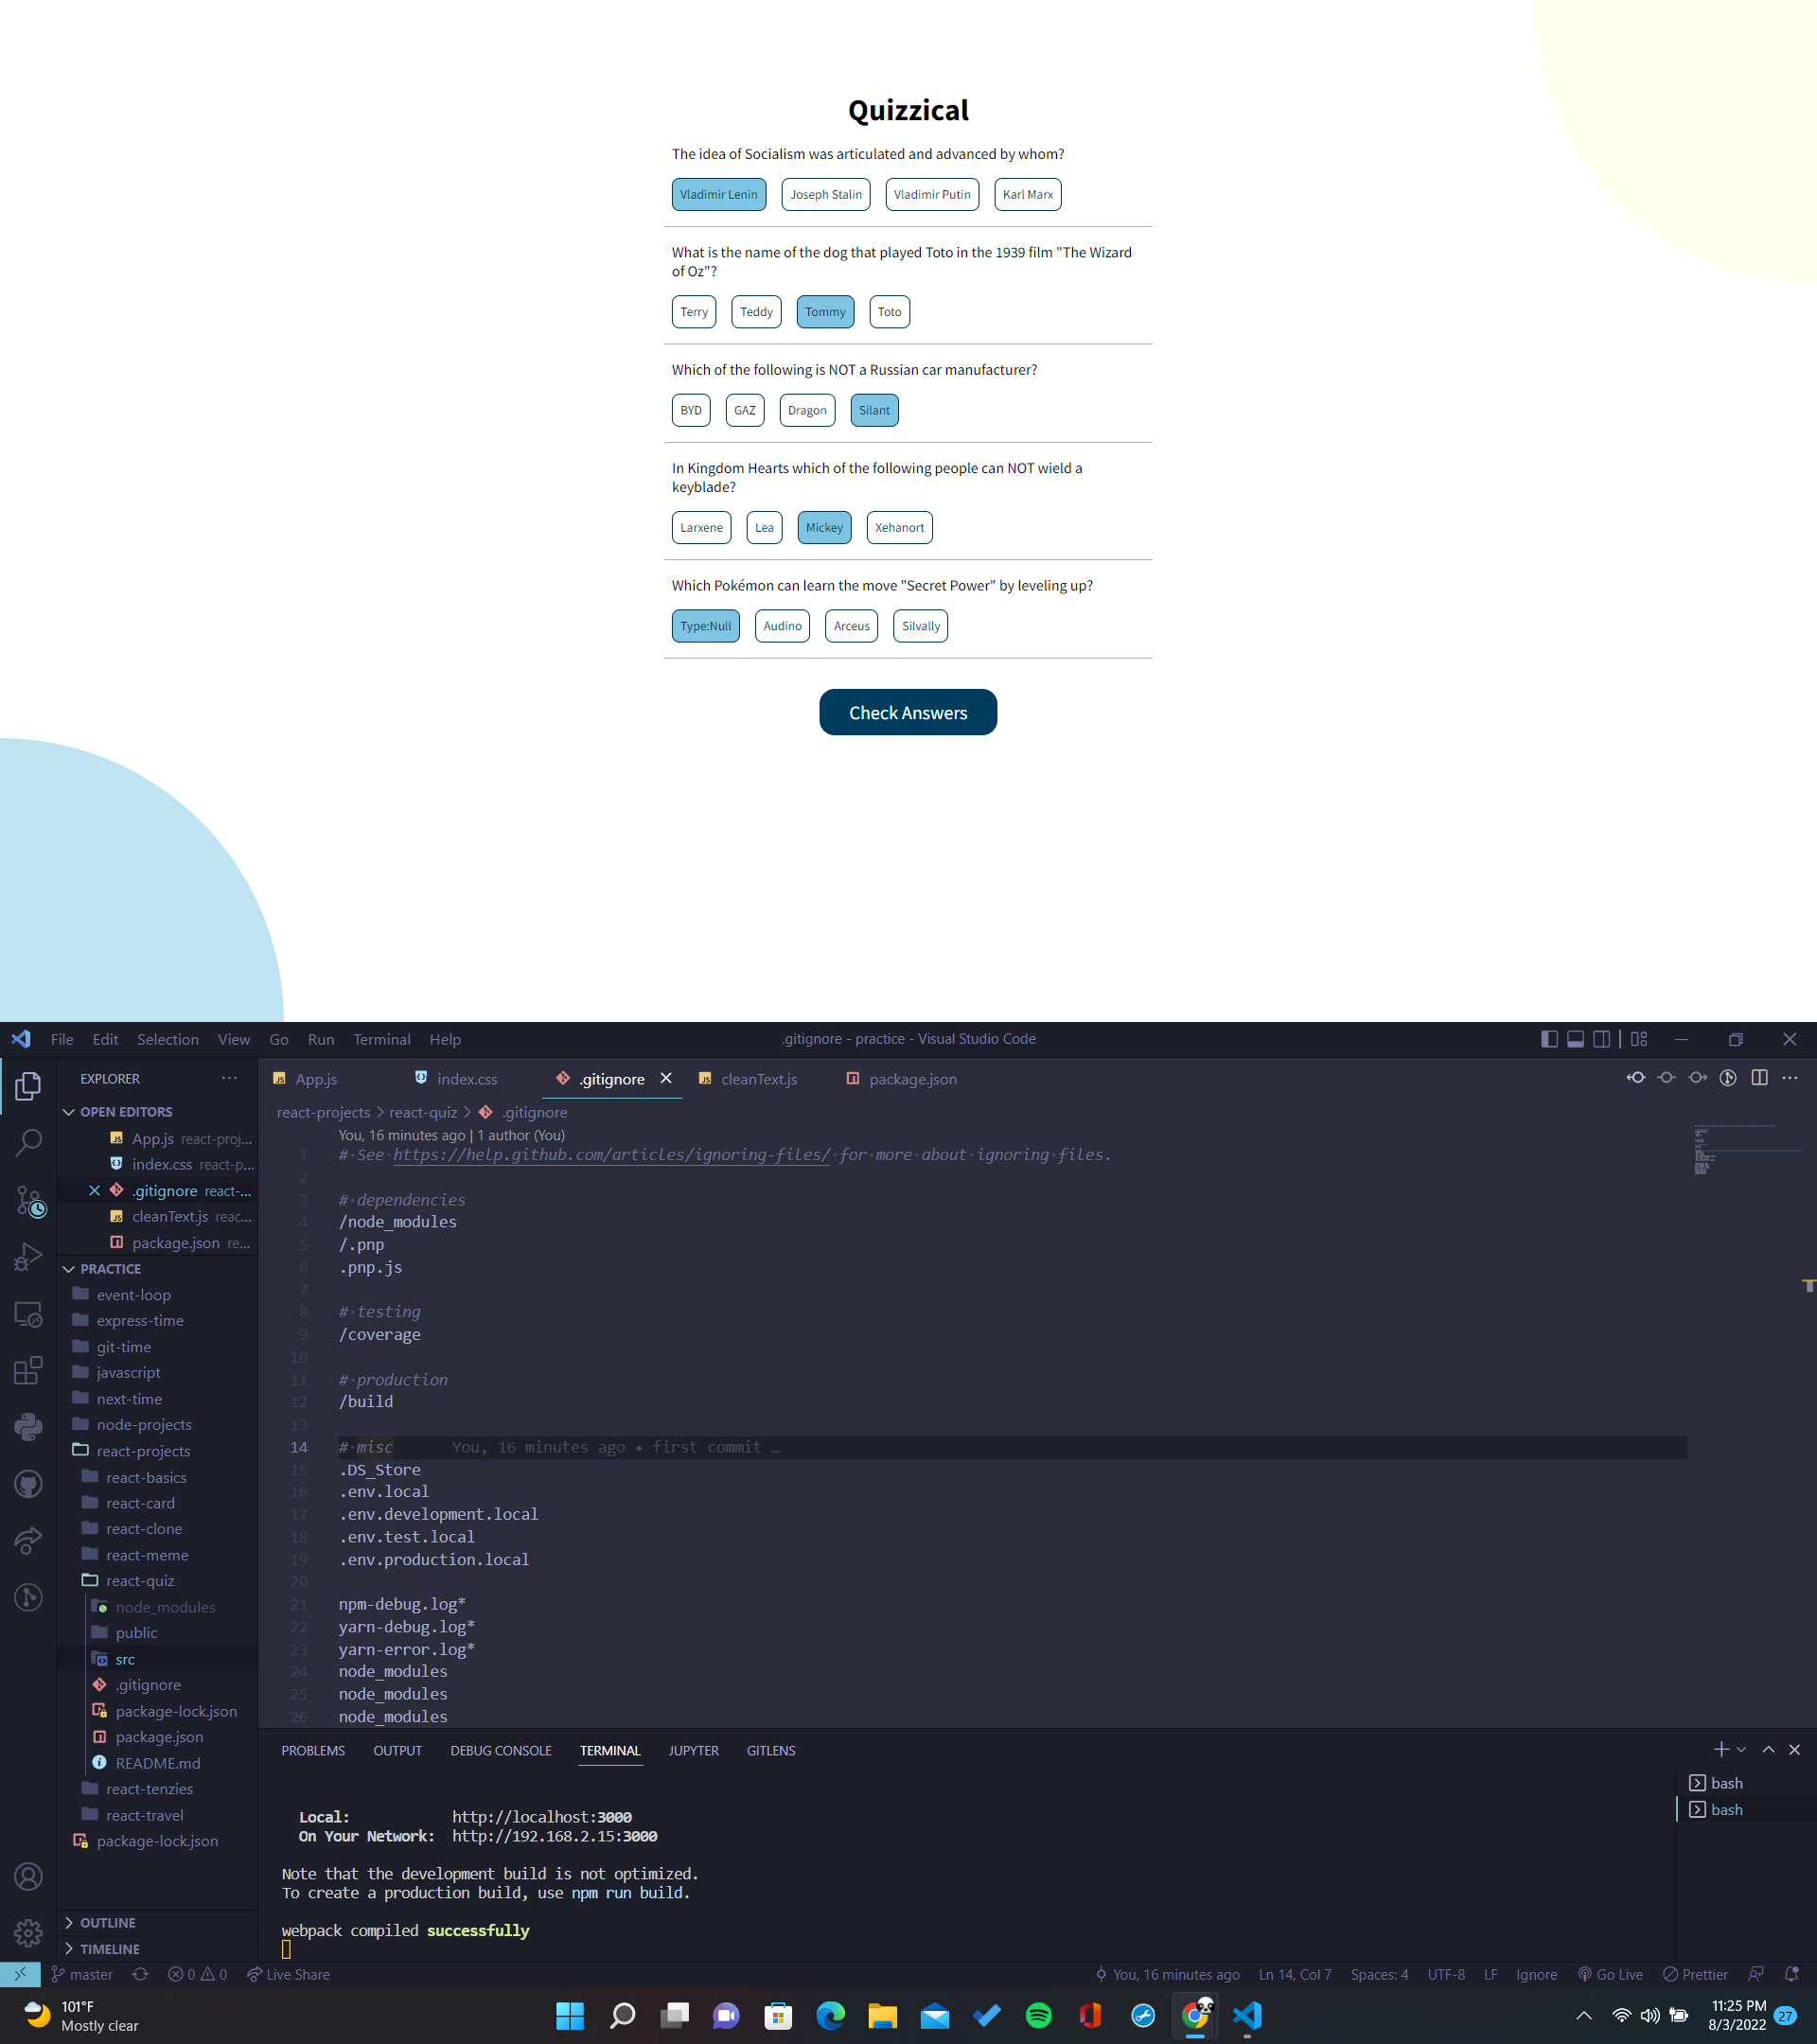 Quizzical
The idea of Socialism was articulated and advanced by whom?
Vladimir Lenin Joseph Stalin Vladimir Putin Karl Marx
What is the name of the dog that played Toto in the 1939 film "The Wizard
of Oz"?
Terry Teddy Tommy Toto
Which of the following is NOT a Russian car manufacturer?
BYD GAZ Dragon Silant
In Kingdom Hearts which of the following people can NOT wield a
keyblade?
Larxene Lea Mickey Xehanort
Which Pokémon can learn the move "Secret Power" by leveling up?
Type:Null Audino Arceus Silvally
Check Answers
File Edit Selection View Go Run Terminal Help .gitignore - practice - Visual Studio Code
EXPLORER
OPEN EDITORS
App.js react-proj...
index.css react-p...
.gitignore react-...
cleanText.js reac...
package.json re...
PRACTICE
event-loop
express-time
git-time
javascript
next-time
node-projects
react-projects
react-basics
react-card
react-clone
react-meme
react-quiz
node_modules
public
src
.gitignore
package-lock.json
package.json
README.md
react-tenzies
react-travel
package-lock.json
OUTLINE
TIMELINE
App.js index.css .gitignore cleanText.js package.json
react-projects > react-quiz > .gitignore
You, 16 minutes ago | 1 author (You)
1 # See https://help.github.com/articles/ignoring-files/ for more about ignoring files.
2
3 # dependencies
4 /node_modules
5 /.pnp
6 .pnp.js
7
8 # testing
9 /coverage
10
11 # production
12 /build
13
14 # misc You, 16 minutes ago • first commit …
15 .DS_Store
16 .env.local
17 .env.development.local
18 .env.test.local
19 .env.production.local
20
21 npm-debug.log*
22 yarn-debug.log*
23 yarn-error.log*
24 node_modules
25 node_modules
26 node_modules
PROBLEMS OUTPUT DEBUG CONSOLE TERMINAL JUPYTER GITLENS
bash
bash
Local: http://localhost:3000
On Your Network: http://192.168.2.15:3000
Note that the development build is not optimized.
To create a production build, use npm run build.
webpack compiled successfully
master 0 0 Live Share You, 16 minutes ago Ln 14, Col 7 Spaces: 4 UTF-8 LF Ignore Go Live Prettier
101°F
Mostly clear
11:25 PM
8/3/2022 27